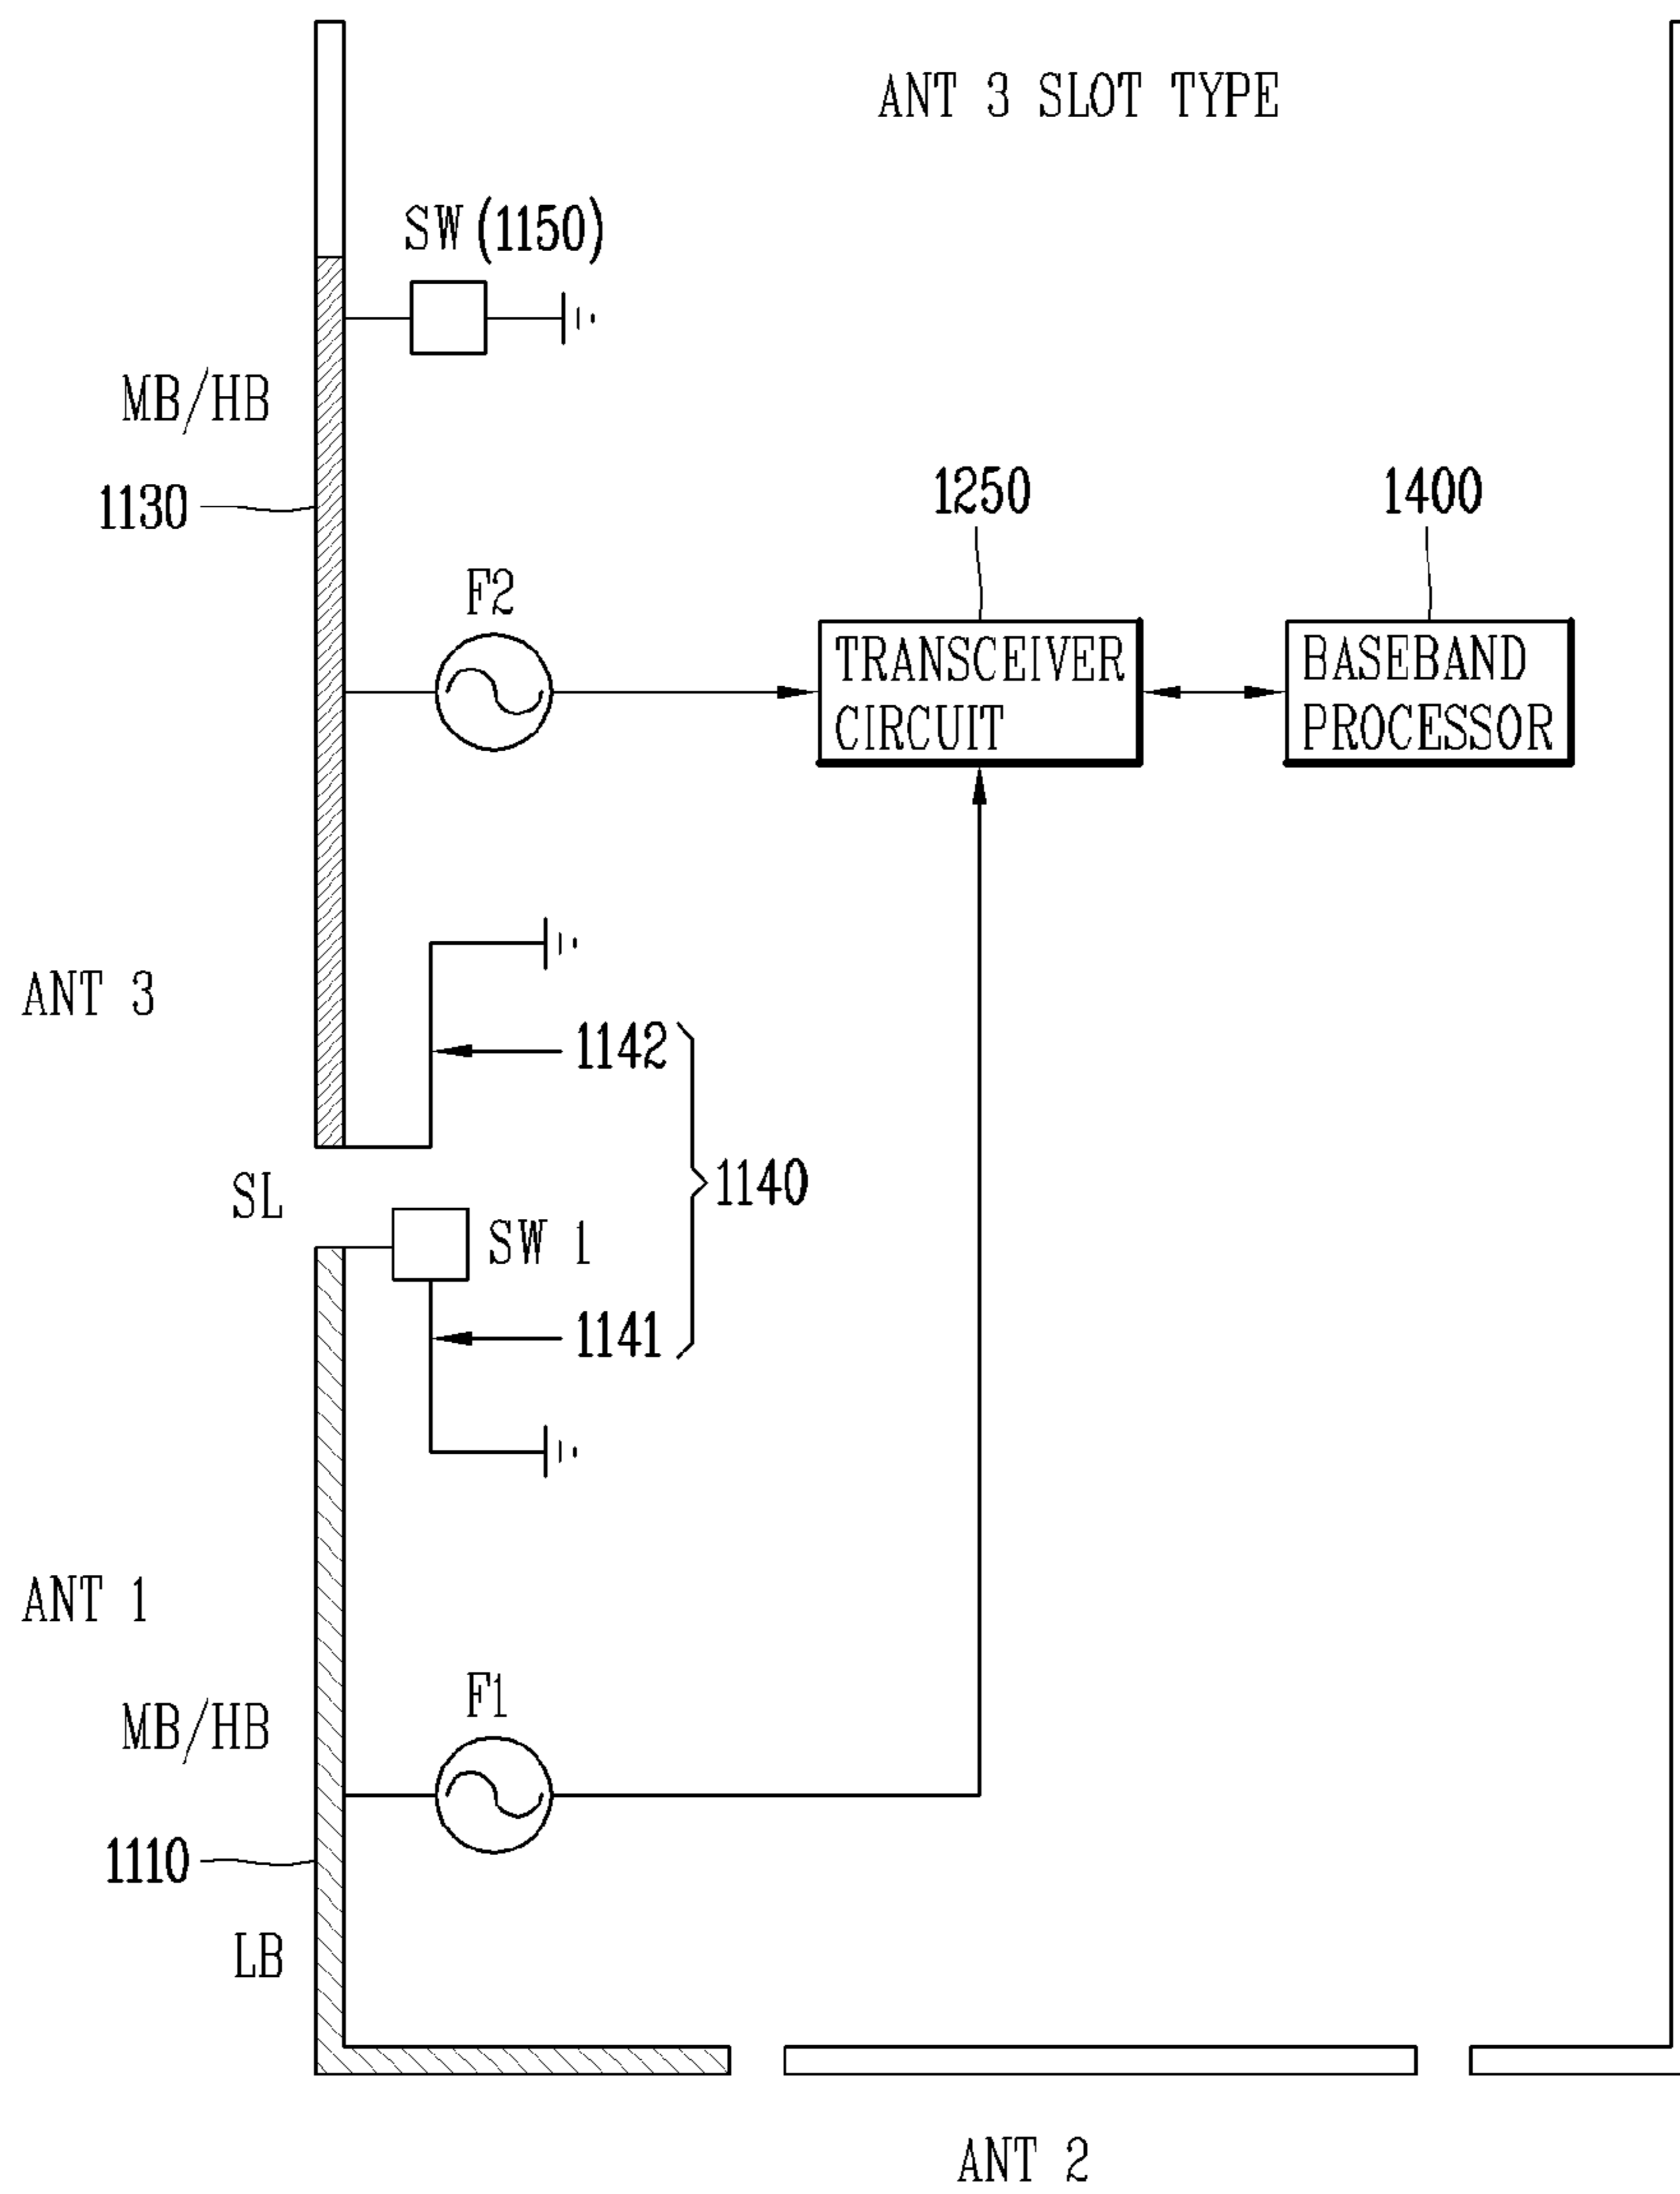 ANT 3 SLOT TYPE
SW (1150)
MB/HB
1130
1250
1400
F2
TRANSCEIVER
CIRCUIT
BASEBAND
PROCESSOR
ANT 3
1142
SL
1140
SW 1
1141
ANT 1
F1
MB/HB
1110
LB
ANT 2